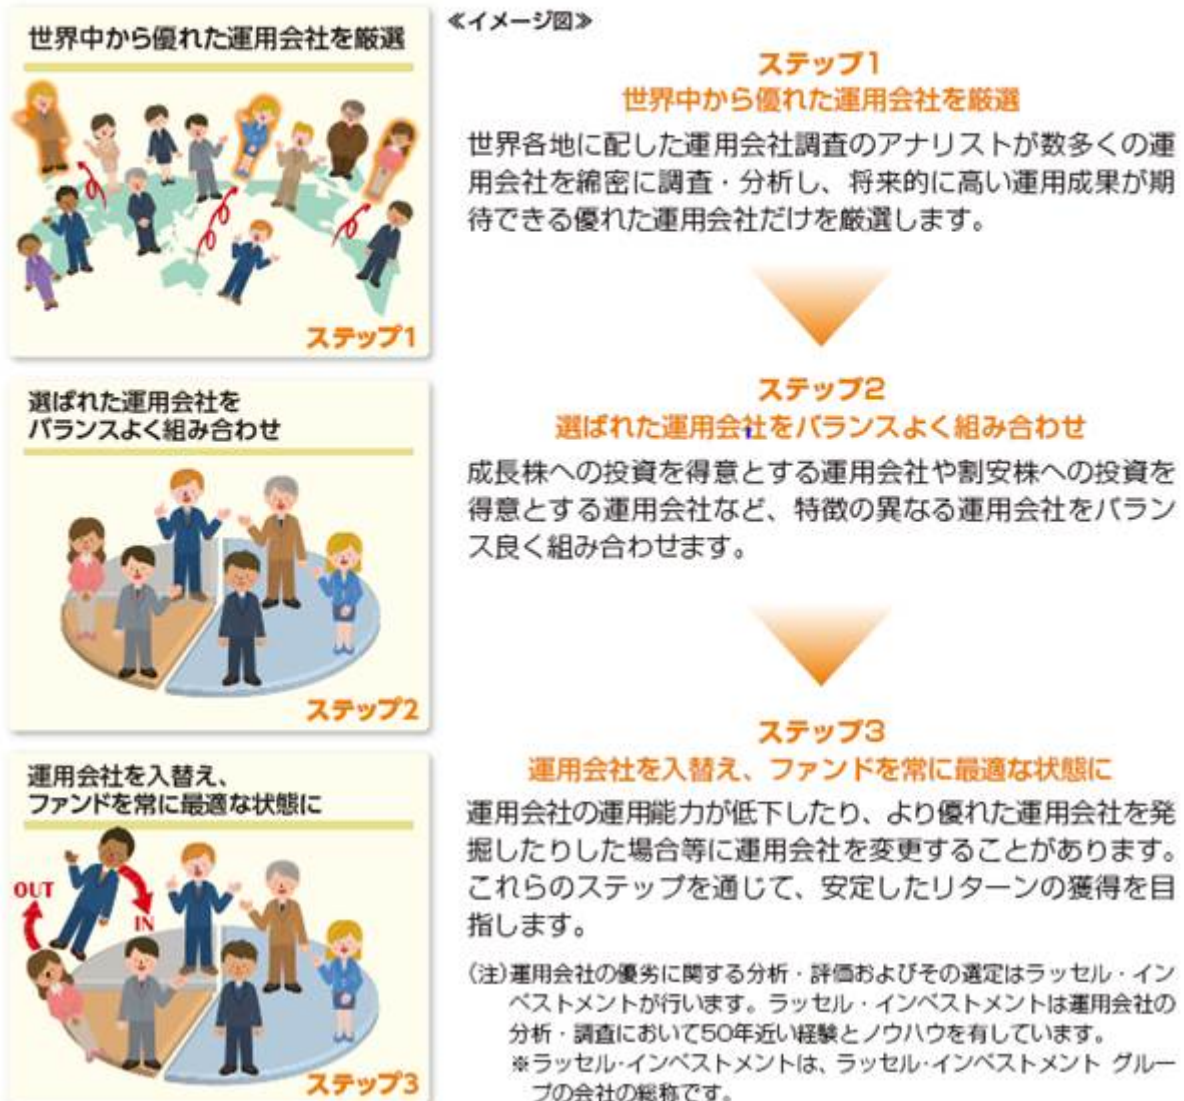 世界中から優れた運用会社を厳選
ステップ1
≪イメージ図≫
ステップ1
世界中から優れた運用会社を厳選
世界各地に配した運用会社調査のアナリストが数多くの運
用会社を綿密に調査・分析し、将来的に高い運用成果が期
待できる優れた運用会社だけを厳選します。
選ばれた運用会社を
バランスよく組み合わせ
ステップ2
ステップ2
選ばれた運用会社をバランスよく組み合わせ
成長株への投資を得意とする運用会社や割安株への投資を
得意とする運用会社など、特徴の異なる運用会社をバラン
ス良く組み合わせます。
運用会社を入替え、
ファンドを常に最適な状態に
OUT
IN
ステップ3
ステップ3
運用会社を入替え、ファンドを常に最適な状態に
運用会社の運用能力が低下したり、より優れた運用会社を発
掘したりした場合等に運用会社を変更することがあります。
これらのステップを通じて、安定したリターンの獲得を目
指します。
(注)運用会社の優劣に関する分析・評価およびその選定はラッセル・イン
ベストメントが行います。ラッセル・インベストメントは運用会社の
分析・調査において50年近い経験とノウハウを有しています。
※ラッセル・インベストメントは、ラッセル・インベストメント グルー
プの会社の総称です。